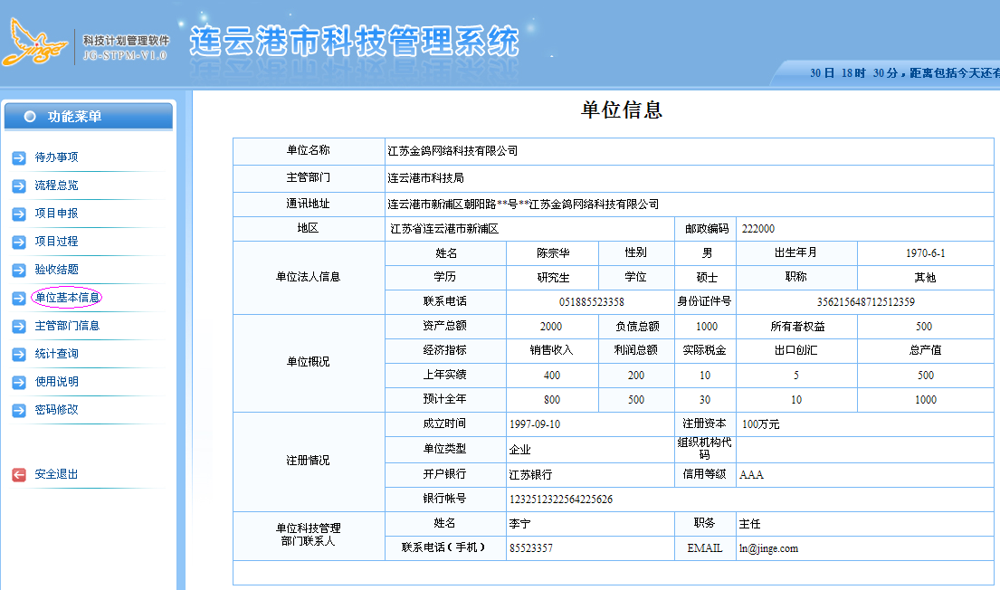 Jinge
科技计划管理软件
JG-STPM-V1.0
连云港市科技管理系统
30日 18时 30分，距离包括今天还有
功能菜单
待办事项
流程总览
项目申报
项目过程
验收结题
单位基本信息
主管部门信息
统计查询
使用说明
密码修改
安全退出
单位信息
单位名称 江苏金鸽网络科技有限公司
主管部门 连云港市科技局
通讯地址 连云港市新浦区朝阳路**号**江苏金鸽网络科技有限公司
地区 江苏省连云港市新浦区 邮政编码 222000
单位法人信息
姓名 陈宗华 性别 男 出生年月 1970-6-1
学历 研究生 学位 硕士 职称 其他
联系电话 051885523358 身份证件号 356215648712512359
单位概况
资产总额 2000 负债总额 1000 所有者权益 500
经济指标 销售收入 利润总额 实际税金 出口创汇 总产值
上年实绩 400 200 10 5 500
预计全年 800 500 30 10 1000
注册情况
成立时间 1997-09-10 注册资本 100万元
单位类型 企业 组织机构代
码
开户银行 江苏银行 信用等级 AAA
银行帐号 1232512322564225626
单位科技管理
部门联系人
姓名 李宁 职务 主任
联系电话(手机) 85523357 EMAIL ln@jinge.com